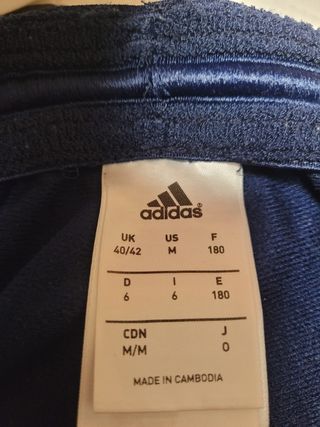 adidas
UK US F
40/42 M 180
D I E
6 6 180
CDN J
M/M O
MADE IN CAMBODIA